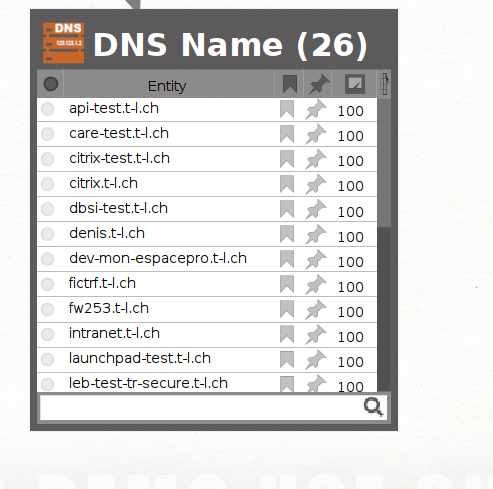 DNS
123.123.1.2
DNS Name (26)
Entity
api-test.t-l.ch 100
care-test.t-l.ch 100
citrix-test.t-l.ch 100
citrix.t-l.ch 100
dbsi-test.t-l.ch 100
denis.t-l.ch 100
dev-mon-espacepro.t-l.ch 100
fictrf.t-l.ch 100
fw253.t-l.ch 100
intranet.t-l.ch 100
launchpad-test.t-l.ch 100
leb-test-tr-secure.t-l.ch 100